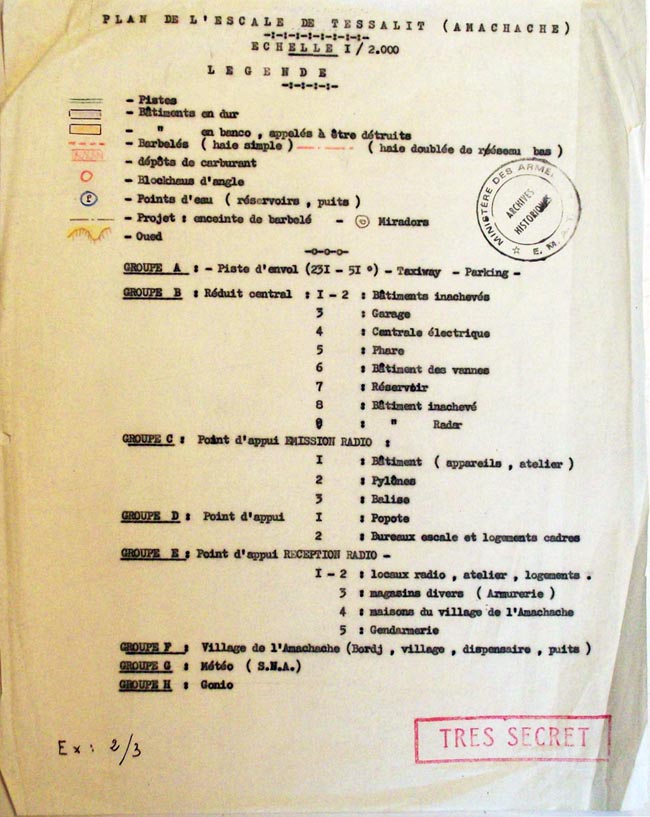 PLAN DE L'ESCALE DE TESSALIT (AMACHACHE)
-:-:-:-:-:-:-:-:-
ECHELLE I/2.000
LEGENDE
-:-:-:-:-
- Pistes
- Bâtiments en dur
- " en banco , appelés à être détruits
- Barbelés ( haie simple ) ( haie doublée de réseau bas )
- dépôts de carburant
- Blockhaus d'angle
- Points d'eau ( réservoirs , puits )
- Projet : enceinte de barbelé - Miradors
- Oued
-o-o-o-
MINISTÈRE DES ARMÉES
ARCHIVES
HISTORIQUES
E. M. A. T.
GROUPE A : - Piste d'envol (23I - 5I °) - Taxiway - Parking -
GROUPE B : Réduit central : I - 2 : Bâtiments inachevés
3 : Garage
4 : Centrale électrique
5 : Phare
6 : Bâtiment des vannes
7 : Réservoir
8 : Bâtiment inachevé
9 : " Radar
GROUPE C : Point d'appui EMISSION RADIO :
I : Bâtiment ( appareils , atelier )
2 : Pylônes
3 : Balise
GROUPE D : Point d'appui I : Popote
2 : Bureaux escale et logements cadres
GROUPE E : Point d'appui RECEPTION RADIO -
I - 2 : locaux radio , atelier , logements .
3 : magasins divers ( Armurerie )
4 : maisons du village de l'Amachache
5 : Gendarmerie
GROUPE F : Village de l'Amachache (Bordj , village , dispensaire , puits )
GROUPE G : Météo ( S.N.A.)
GROUPE H : Gonio
Ex : 2/3
TRES SECRET